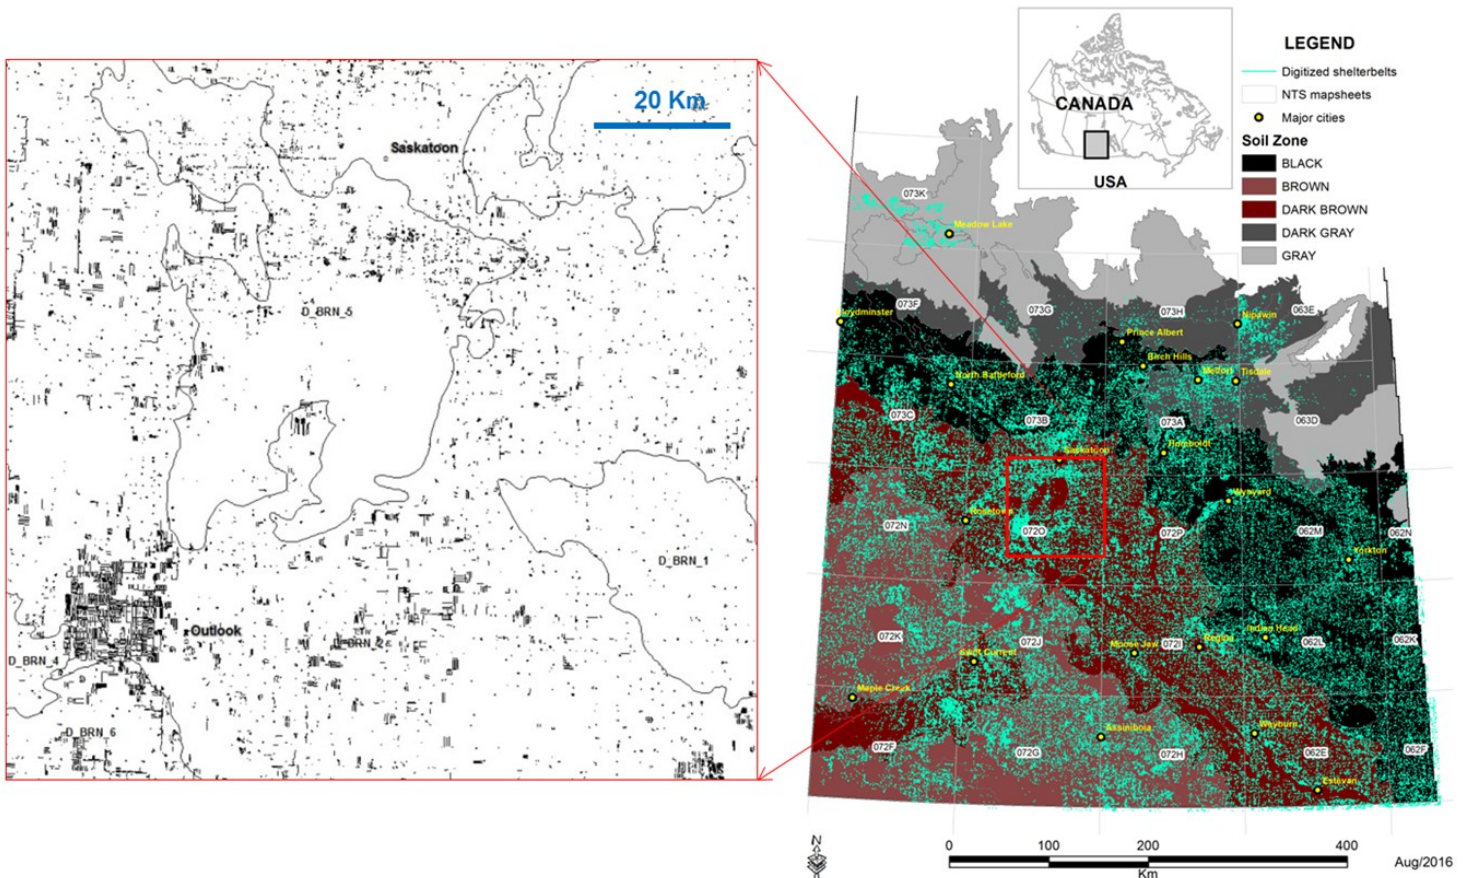 20 Km
Saskatoon
D_BRN_5
D_BRN_1
Outlook
D_BRN_2
D_BRN_4
D_BRN_6
CANADA
USA
LEGEND
Digitized shelterbelts
NTS mapsheets
Major cities
Soil Zone
BLACK
BROWN
DARK BROWN
DARK GRAY
GRAY
073K
Meadow Lake
073F
073G
073H
063E
Lloydminster
Nipawin
Prince Albert
Birch Hills
North Battleford
Melfort
Tisdale
073C
073B
073A
063D
Humboldt
Saskatoon
Wynyard
Rosetown
072N
072O
072P
062M
062N
Yorkton
072K
072J
072I
Indian Head
062L
062K
Moose Jaw
Regina
Swift Current
Maple Creek
Assiniboia
Weyburn
072F
072G
072H
062E
062F
Estevan
N
0
100
200
400
Km
Aug/2016